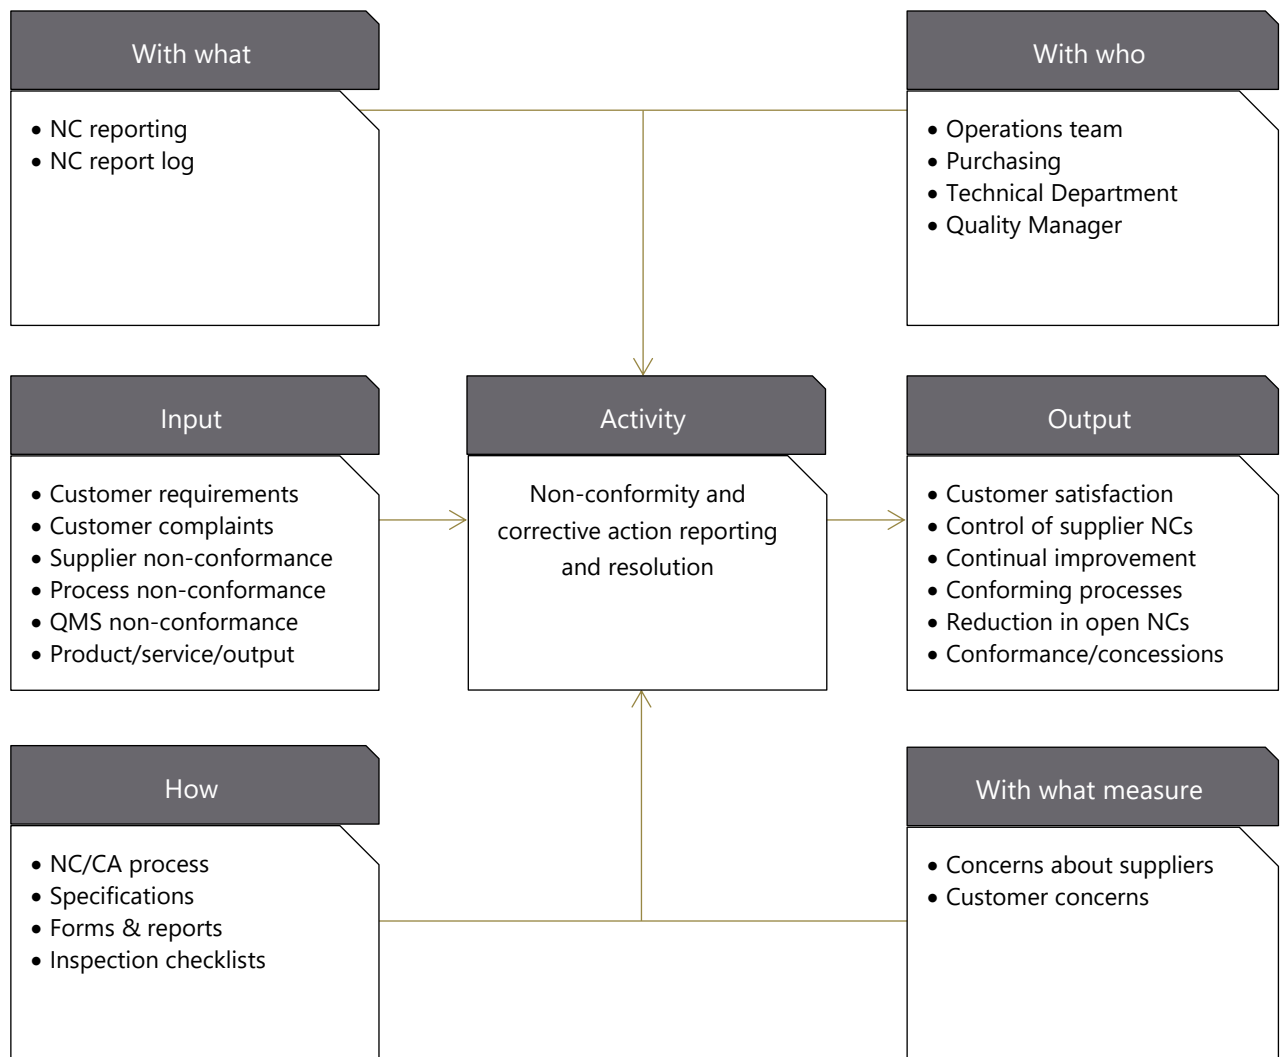 With what
• NC reporting
• NC report log
With who
• Operations team
• Purchasing
• Technical Department
• Quality Manager
Input
• Customer requirements
• Customer complaints
• Supplier non-conformance
• Process non-conformance
• QMS non-conformance
• Product/service/output
Activity
Non-conformity and
corrective action reporting
and resolution
Output
• Customer satisfaction
• Control of supplier NCs
• Continual improvement
• Conforming processes
• Reduction in open NCs
• Conformance/concessions
How
• NC/CA process
• Specifications
• Forms & reports
• Inspection checklists
With what measure
• Concerns about suppliers
• Customer concerns